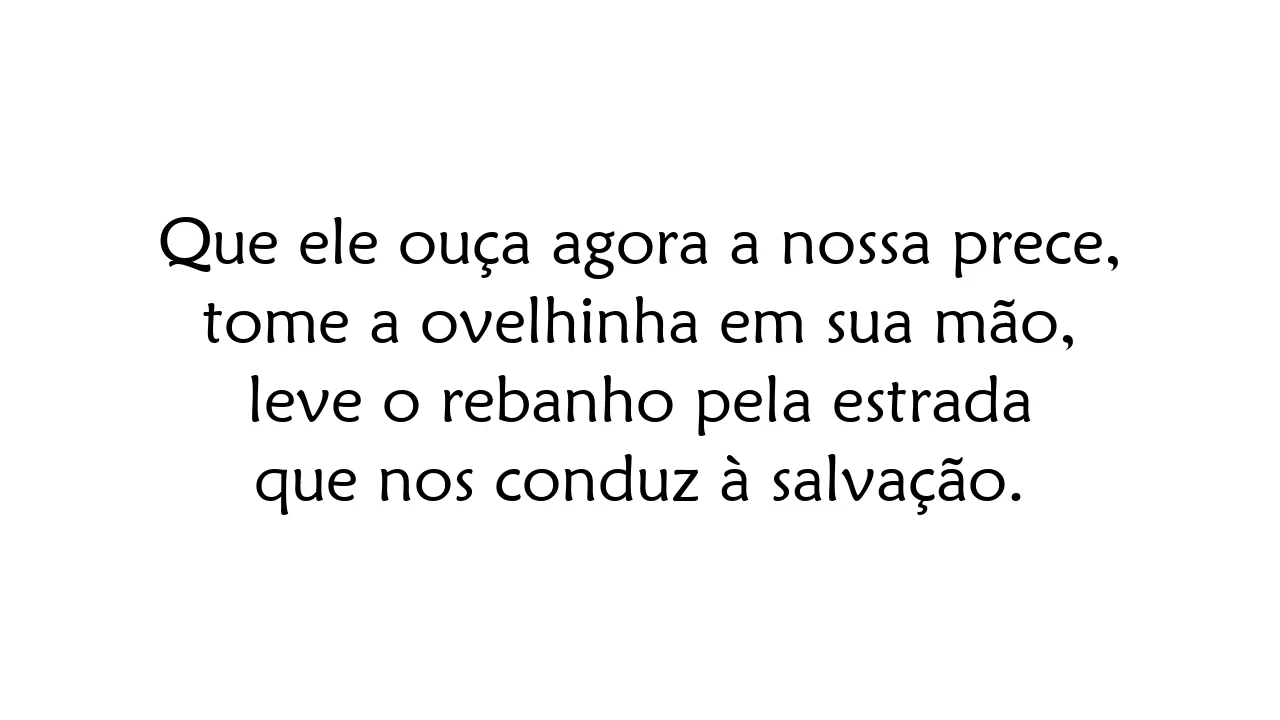 Que ele ouça agora a nossa prece,
tome a ovelhinha em sua mão,
leve o rebanho pela estrada
que nos conduz à salvação.